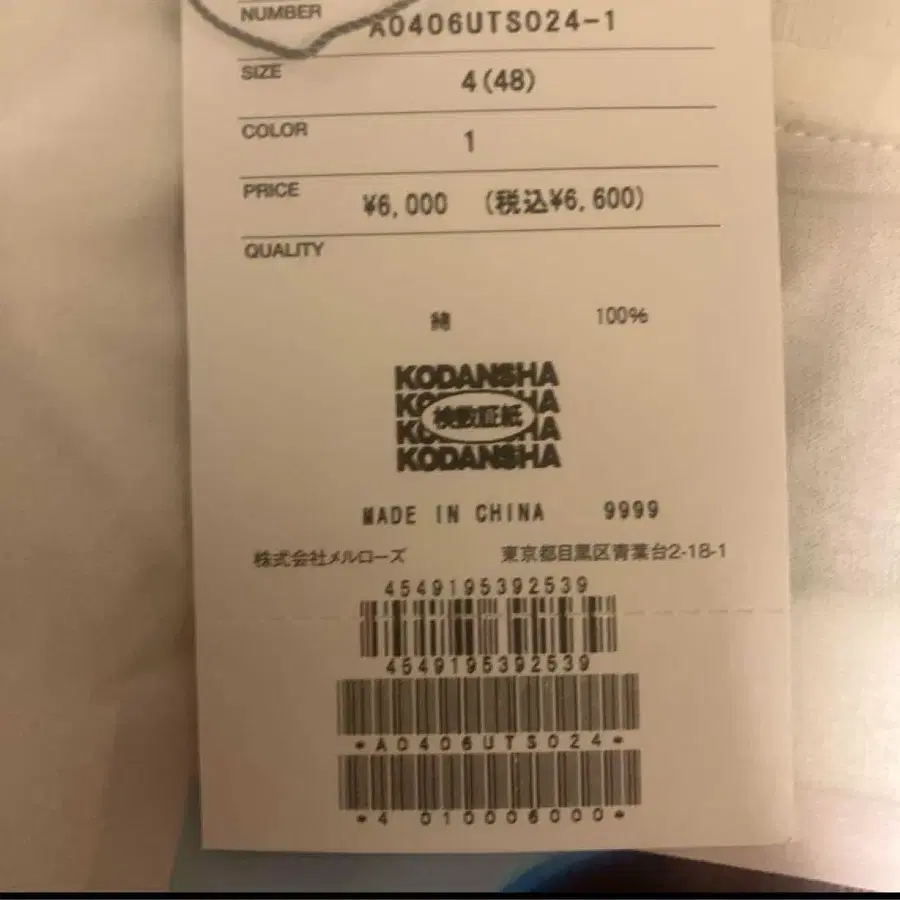 NUMBER A0406UTS024-1
SIZE 4(48)
COLOR 1
PRICE ¥6,000 (税込¥6,600)
QUALITY
綿 100%
KODANSHA
KODANSHA
検数証紙
KODANSHA
KODANSHA
MADE IN CHINA 9999
株式会社メルローズ 東京都目黒区青葉台2-18-1
4549195392539
4549195392539
*A0406UTS024*
*4 010006000*